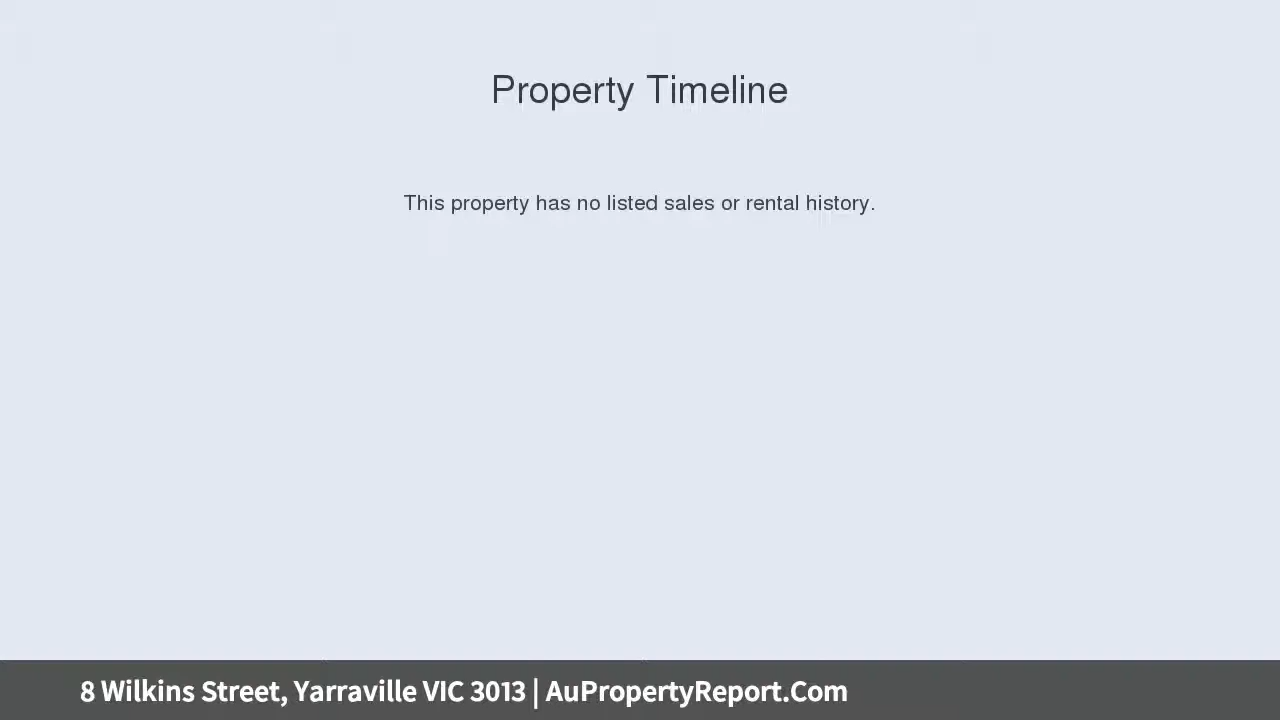 Property Timeline
This property has no listed sales or rental history.
8 Wilkins Street, Yarraville VIC 3013 | AuPropertyReport.Com